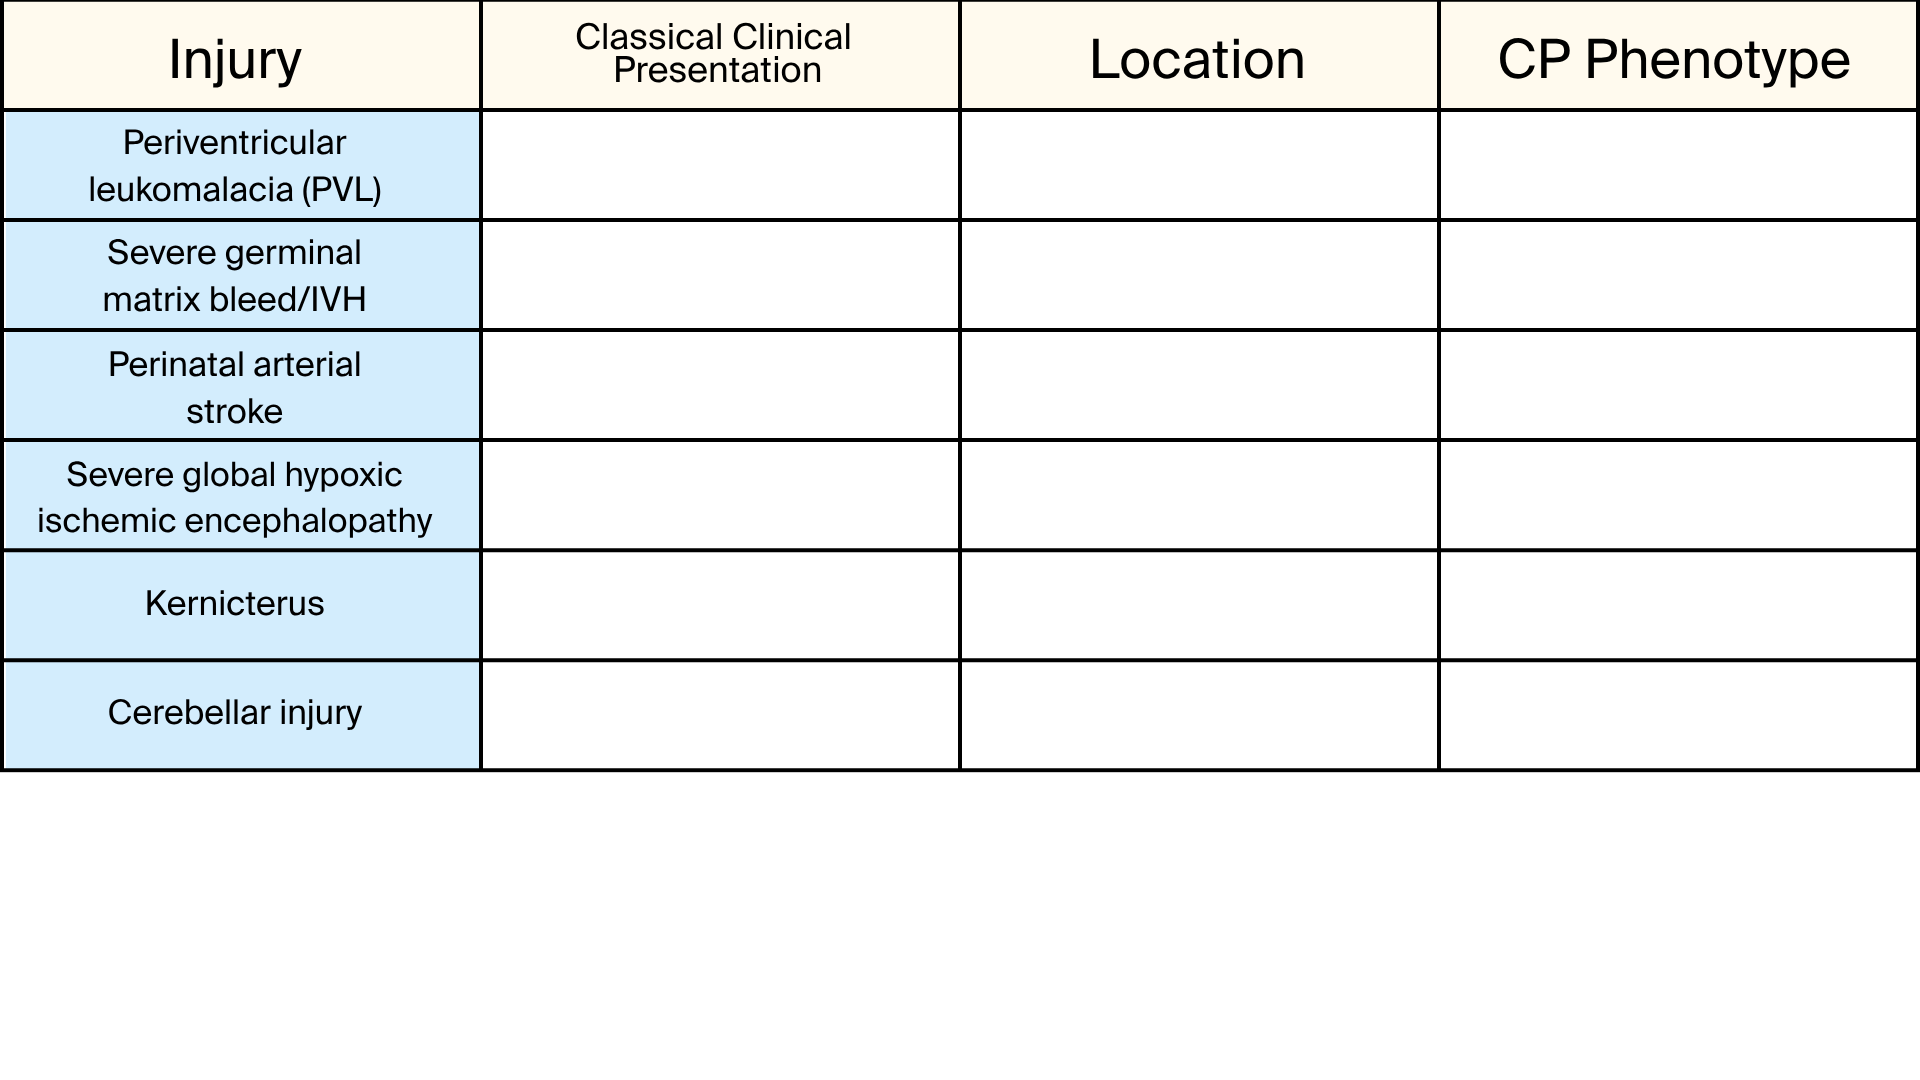 Injury
Classical Clinical
Presentation
Location
CP Phenotype
Periventricular
leukomalacia (PVL)
Severe germinal
matrix bleed/IVH
Perinatal arterial
stroke
Severe global hypoxic
ischemic encephalopathy
Kernicterus
Cerebellar injury